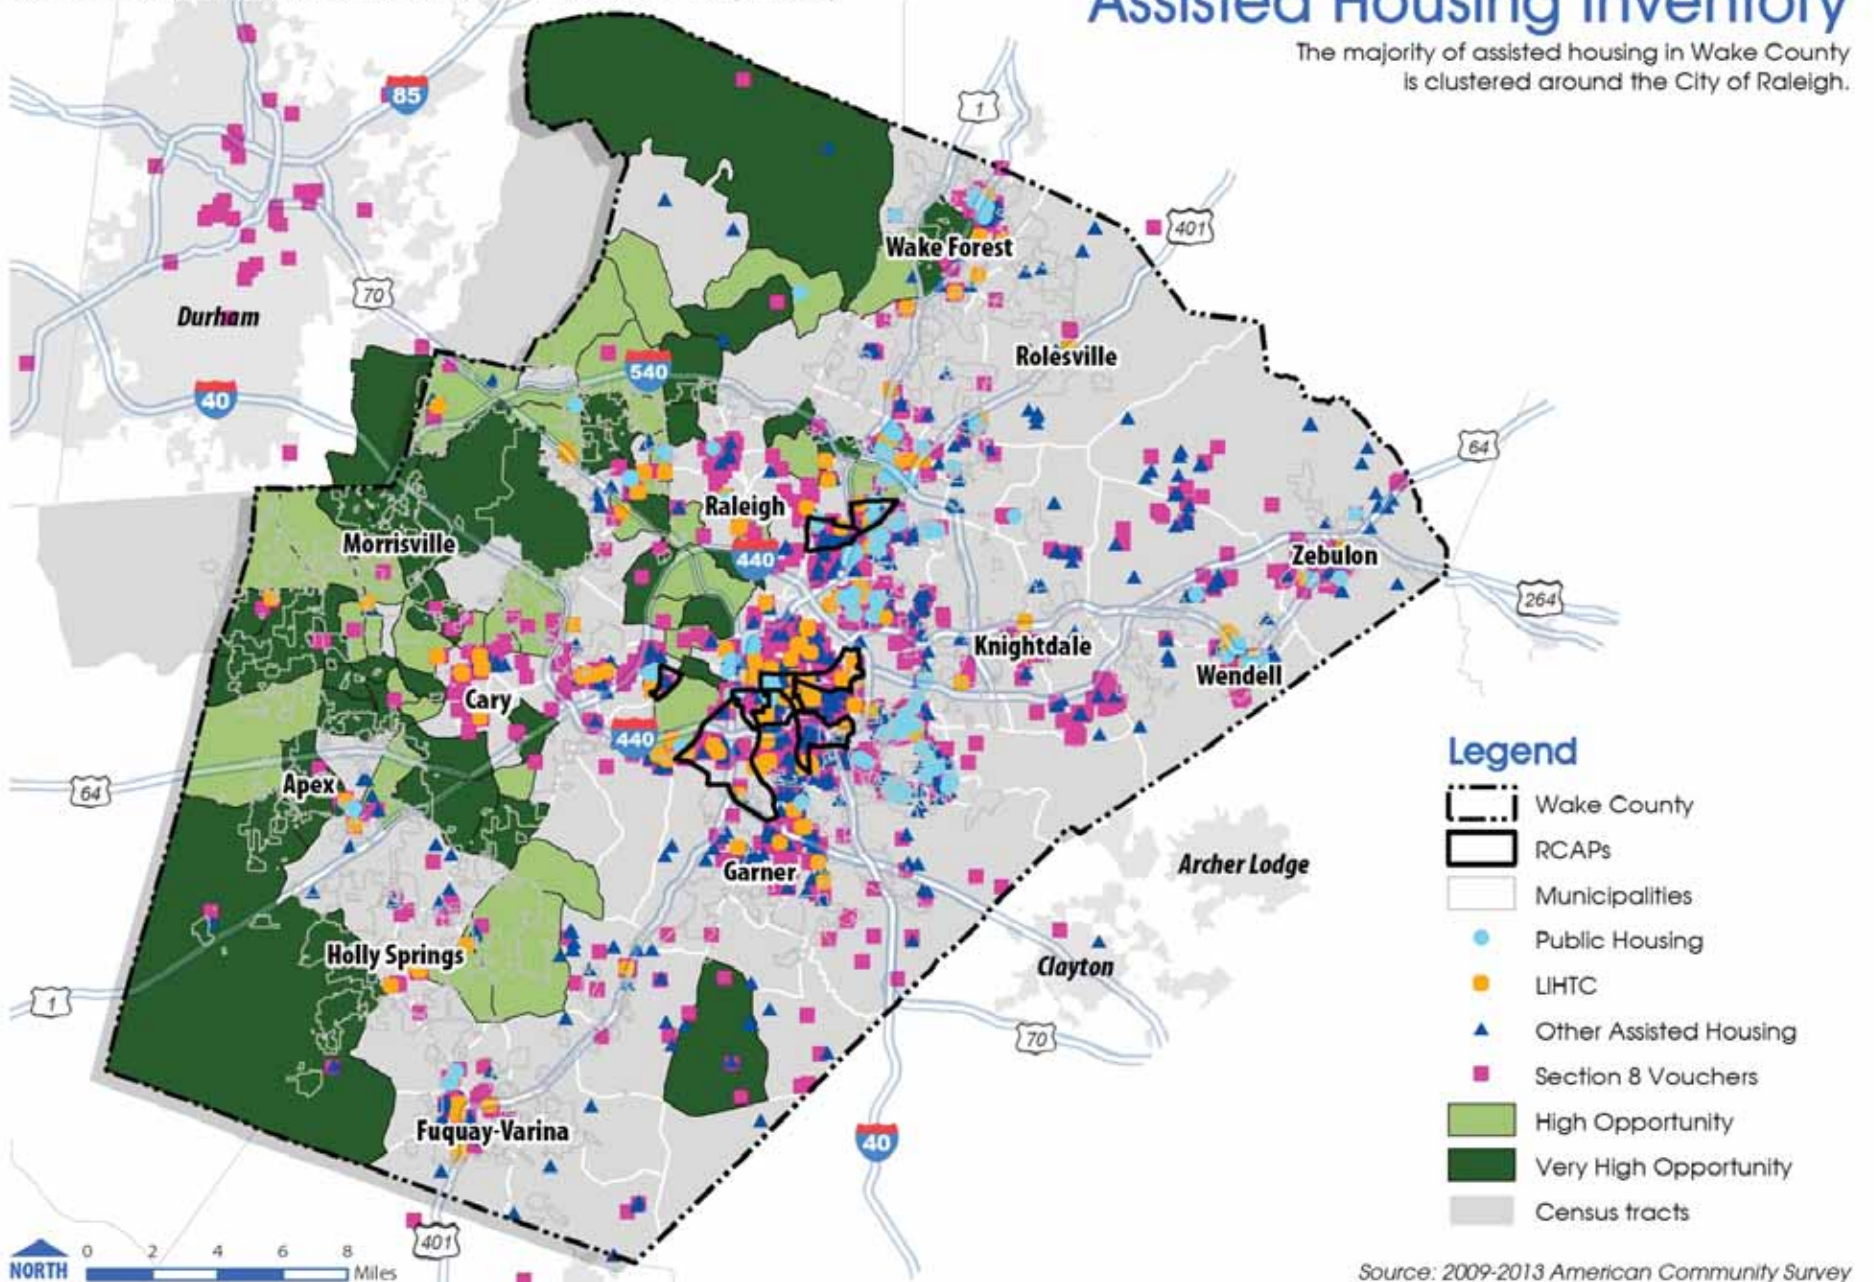 Assisted Housing Inventory
The majority of assisted housing in Wake County
is clustered around the City of Raleigh.
85
1
401
Wake Forest
70
Durham
Rolesville
540
40
64
Raleigh
Morrisville
440
Zebulon
264
Knightdale
Wendell
Cary
440
64
Apex
Garner
Archer Lodge
Holly Springs
Clayton
1
70
Fuquay-Varina
40
401
Legend
Wake County
RCAPs
Municipalities
Public Housing
LIHTC
Other Assisted Housing
Section 8 Vouchers
High Opportunity
Very High Opportunity
Census tracts
NORTH
0 2 4 6 8
Miles
Source: 2009-2013 American Community Survey